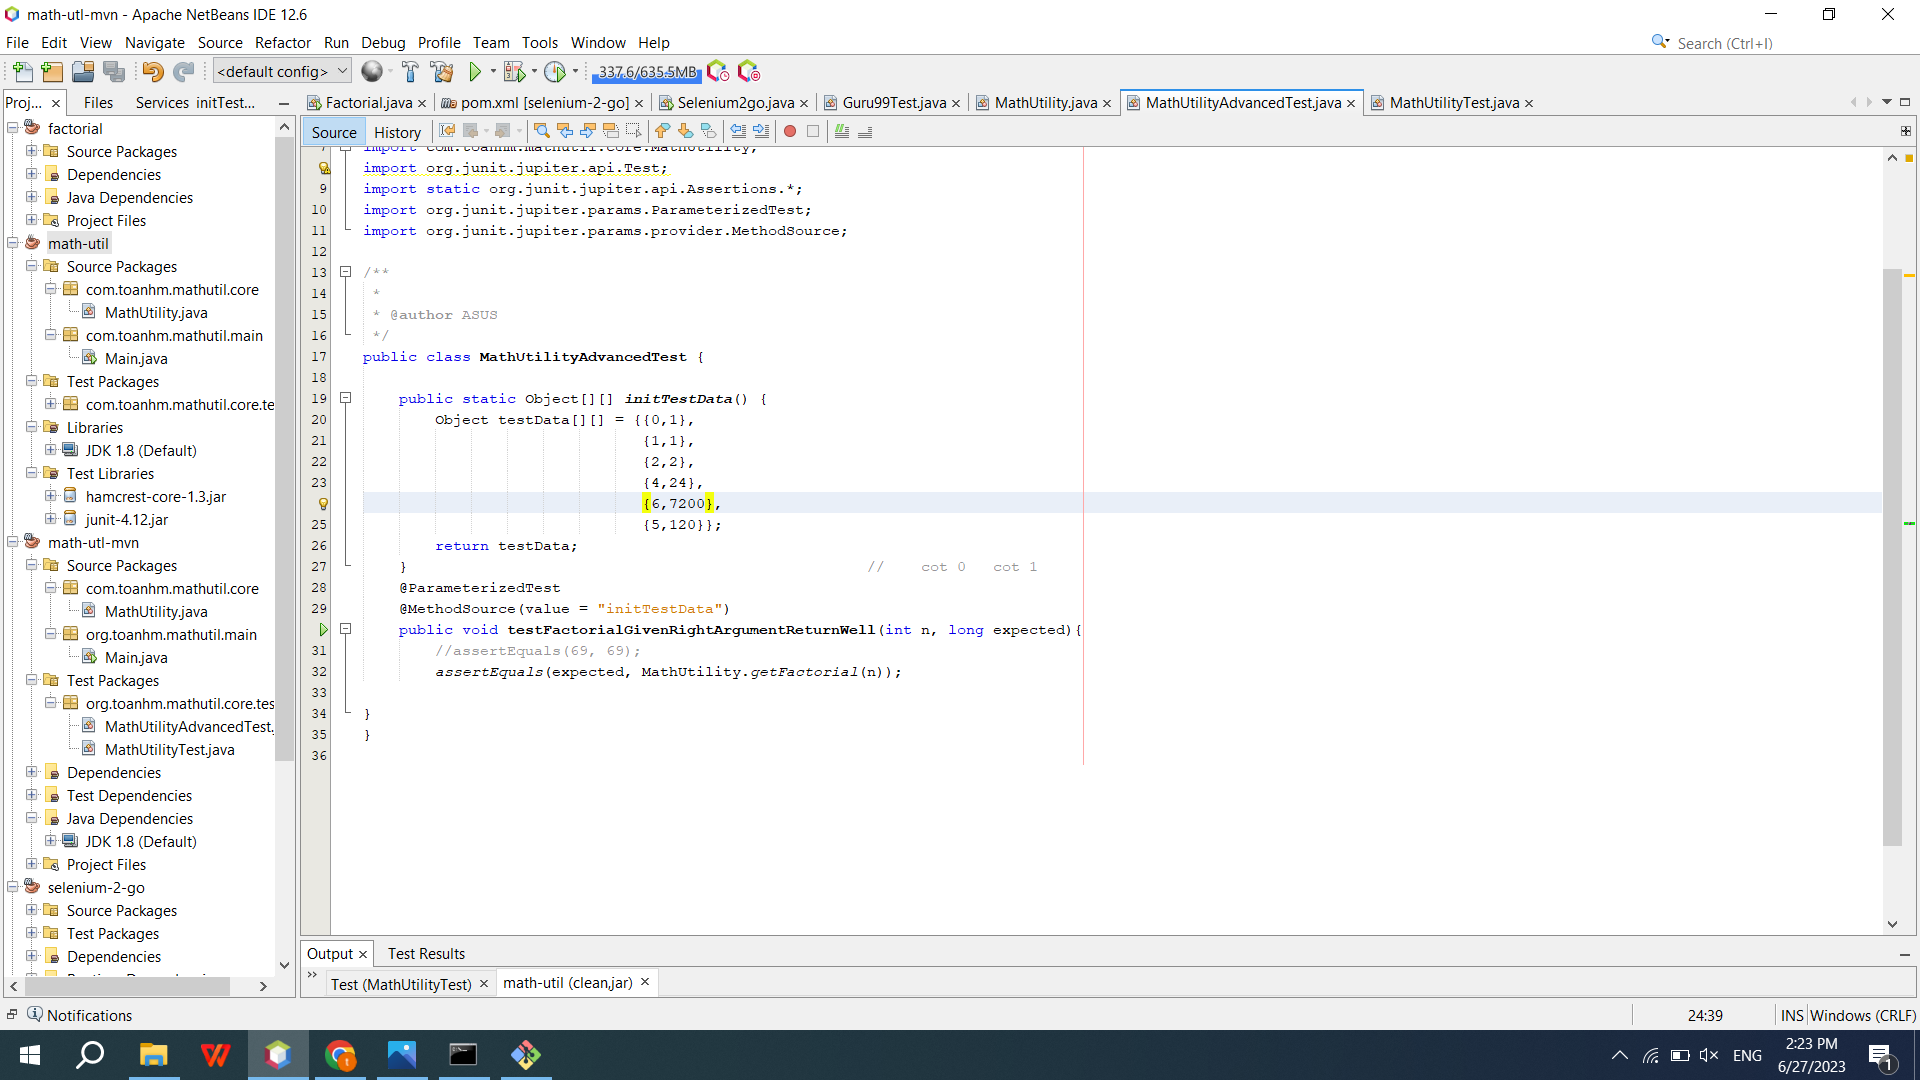 math-utl-mvn - Apache NetBeans IDE 12.6
File Edit View Navigate Source Refactor Run Debug Profile Team Tools Window Help
Search (Ctrl+I)
<default config>
337.6/635.5MB
Proj... Files Services initTest...
Factorial.java pom.xml [selenium-2-go] Selenium2go.java Guru99Test.java MathUtility.java MathUtilityAdvancedTest.java MathUtilityTest.java
Source History
factorial
Source Packages
Dependencies
Java Dependencies
Project Files
math-util
Source Packages
com.toanhm.mathutil.core
MathUtility.java
com.toanhm.mathutil.main
Main.java
Test Packages
com.toanhm.mathutil.core.te
Libraries
JDK 1.8 (Default)
Test Libraries
hamcrest-core-1.3.jar
junit-4.12.jar
math-utl-mvn
Source Packages
com.toanhm.mathutil.core
MathUtility.java
org.toanhm.mathutil.main
Main.java
Test Packages
org.toanhm.mathutil.core.tes
MathUtilityAdvancedTest.
MathUtilityTest.java
Dependencies
Test Dependencies
Java Dependencies
JDK 1.8 (Default)
Project Files
selenium-2-go
Source Packages
Test Packages
Dependencies
7 import com.toanhm.mathutil.core.MathUtility;
import org.junit.jupiter.api.Test;
9 import static org.junit.jupiter.api.Assertions.*;
10 import org.junit.jupiter.params.ParameterizedTest;
11 import org.junit.jupiter.params.provider.MethodSource;
12
13 /**
14 *
15 * @author ASUS
16 */
17 public class MathUtilityAdvancedTest {
18
19 public static Object[][] initTestData() {
20 Object testData[][] = {{0,1},
21 {1,1},
22 {2,2},
23 {4,24},
{6,7200},
25 {5,120}};
26 return testData;
27 } // cot 0 cot 1
28 @ParameterizedTest
29 @MethodSource(value = "initTestData")
public void testFactorialGivenRightArgumentReturnWell(int n, long expected){
31 //assertEquals(69, 69);
32 assertEquals(expected, MathUtility.getFactorial(n));
33
34 }
35 }
36
Output Test Results
Test (MathUtilityTest) math-util (clean,jar)
Notifications
24:39 INS Windows (CRLF)
ENG
2:23 PM
6/27/2023
1